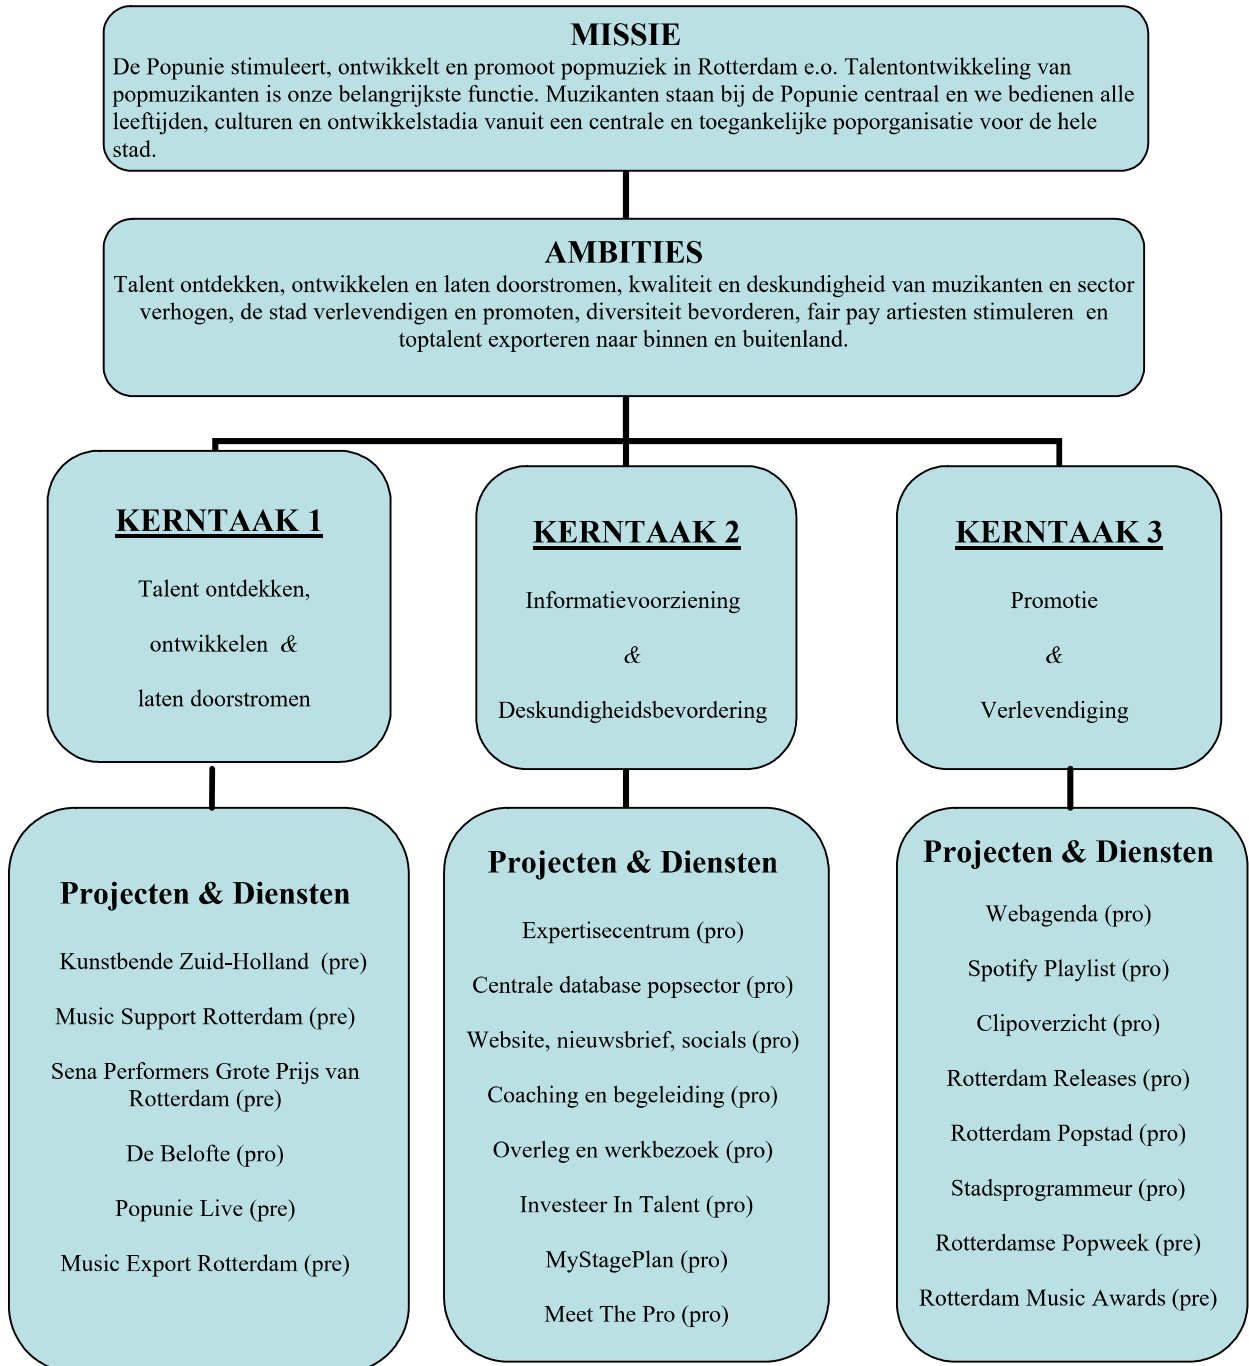 MISSIE
De Popunie stimuleert, ontwikkelt en promoot popmuziek in Rotterdam e.o. Talentontwikkeling van
popmuzikanten is onze belangrijkste functie. Muzikanten staan bij de Popunie centraal en we bedienen alle
leeftijden, culturen en ontwikkelstadia vanuit een centrale en toegankelijke poporganisatie voor de hele
stad.
AMBITIES
Talent ontdekken, ontwikkelen en laten doorstromen, kwaliteit en deskundigheid van muzikanten en sector
verhogen, de stad verlevendigen en promoten, diversiteit bevorderen, fair pay artiesten stimuleren en
toptalent exporteren naar binnen en buitenland.
KERNTAAK 1
Talent ontdekken,
ontwikkelen &
laten doorstromen
KERNTAAK 2
Informatievoorziening
&
Deskundigheidsbevordering
KERNTAAK 3
Promotie
&
Verlevendiging
Projecten & Diensten
Kunstbende Zuid-Holland (pre)
Music Support Rotterdam (pre)
Sena Performers Grote Prijs van
Rotterdam (pre)
De Belofte (pro)
Popunie Live (pre)
Music Export Rotterdam (pre)
Projecten & Diensten
Expertisecentrum (pro)
Centrale database popsector (pro)
Website, nieuwsbrief, socials (pro)
Coaching en begeleiding (pro)
Overleg en werkbezoek (pro)
Investeer In Talent (pro)
MyStagePlan (pro)
Meet The Pro (pro)
Projecten & Diensten
Webagenda (pro)
Spotify Playlist (pro)
Clipoverzicht (pro)
Rotterdam Releases (pro)
Rotterdam Popstad (pro)
Stadsprogrammeur (pro)
Rotterdamse Popweek (pre)
Rotterdam Music Awards (pre)